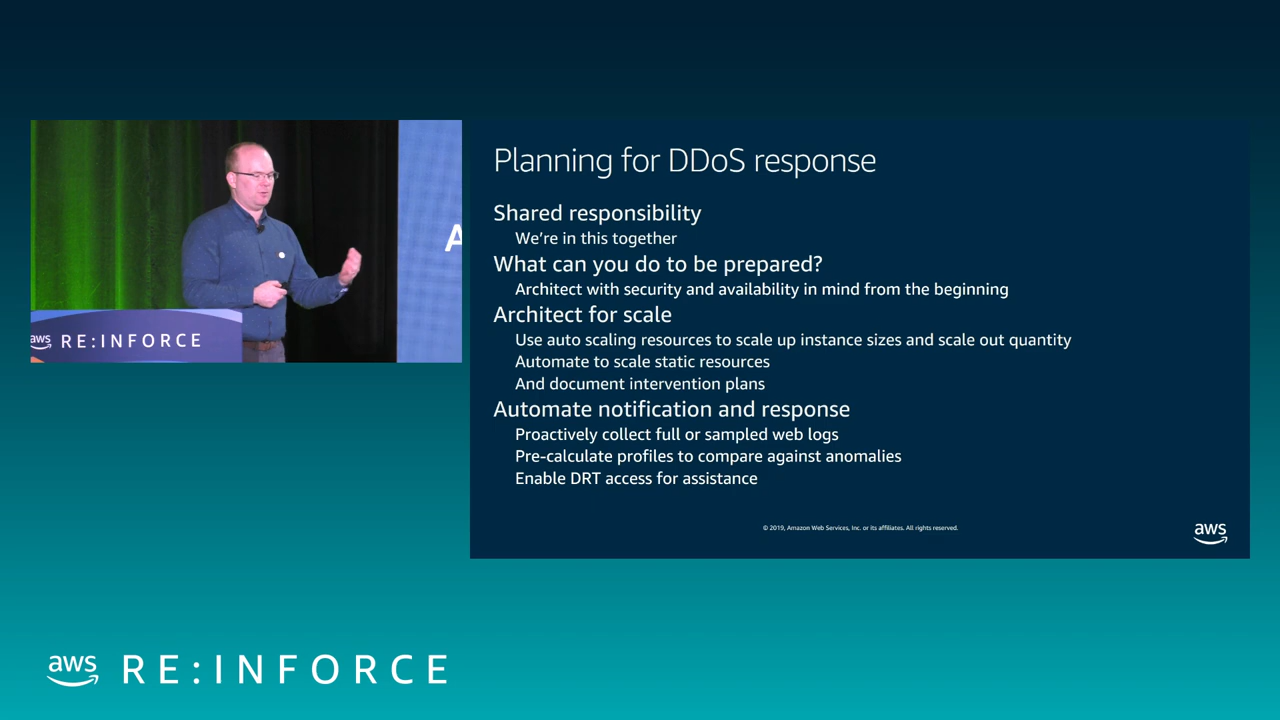 Planning for DDoS response
Shared responsibility
We're in this together
What can you do to be prepared?
Architect with security and availability in mind from the beginning
Architect for scale
Use auto scaling resources to scale up instance sizes and scale out quantity
Automate to scale static resources
And document intervention plans
Automate notification and response
Proactively collect full or sampled web logs
Pre-calculate profiles to compare against anomalies
Enable DRT access for assistance
© 2019, Amazon Web Services, Inc. or its affiliates. All rights reserved.
aws
A
aws RE:INFORCE
aws RE:INFORCE